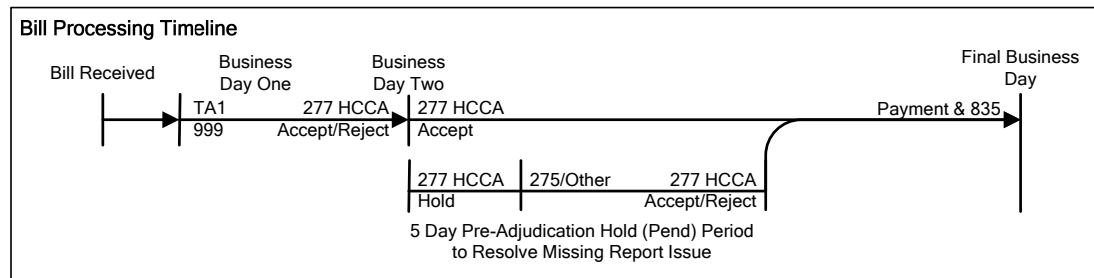 Bill Processing Timeline
Bill Received
Business
Day One
Business
Day Two
Final Business
Day
TA1
277 HCCA
277 HCCA
Payment & 835
999
Accept/Reject
Accept
277 HCCA
275/Other
277 HCCA
Hold
Accept/Reject
5 Day Pre-Adjudication Hold (Pend) Period
to Resolve Missing Report Issue